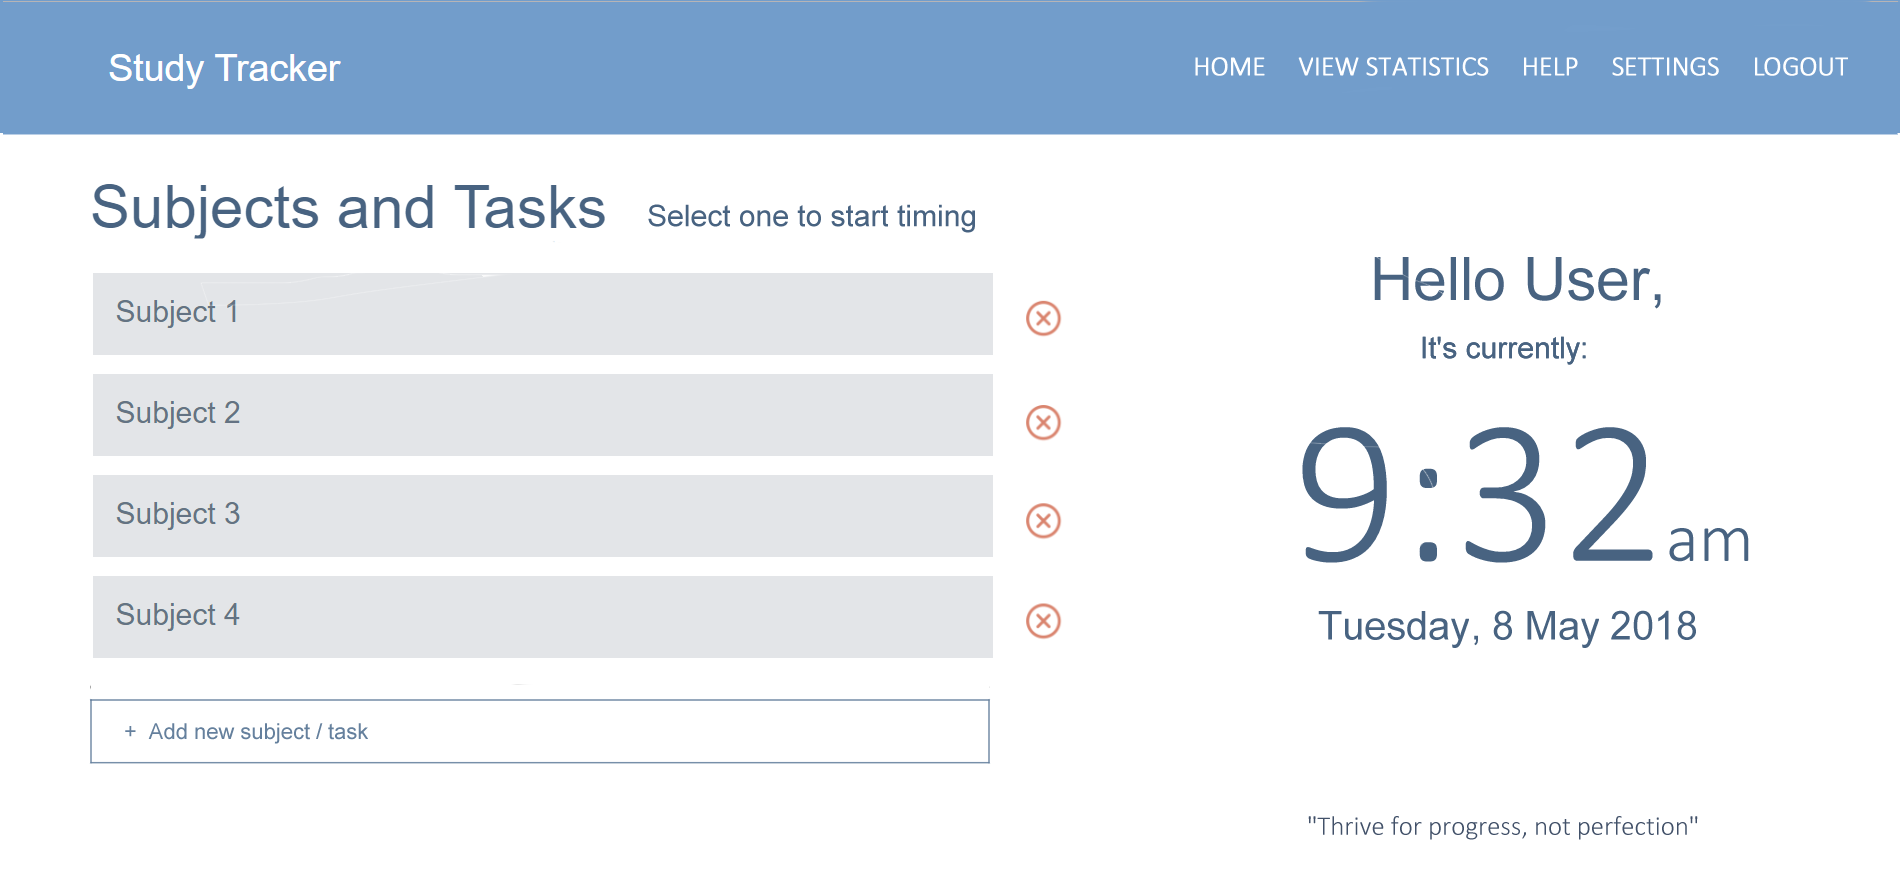 Study Tracker
HOME VIEW STATISTICS HELP SETTINGS LOGOUT
Subjects and Tasks Select one to start timing
Subject 1
Subject 2
Subject 3
Subject 4
+ Add new subject / task
Hello User,
It's currently:
9:32am
Tuesday, 8 May 2018
"Thrive for progress, not perfection"